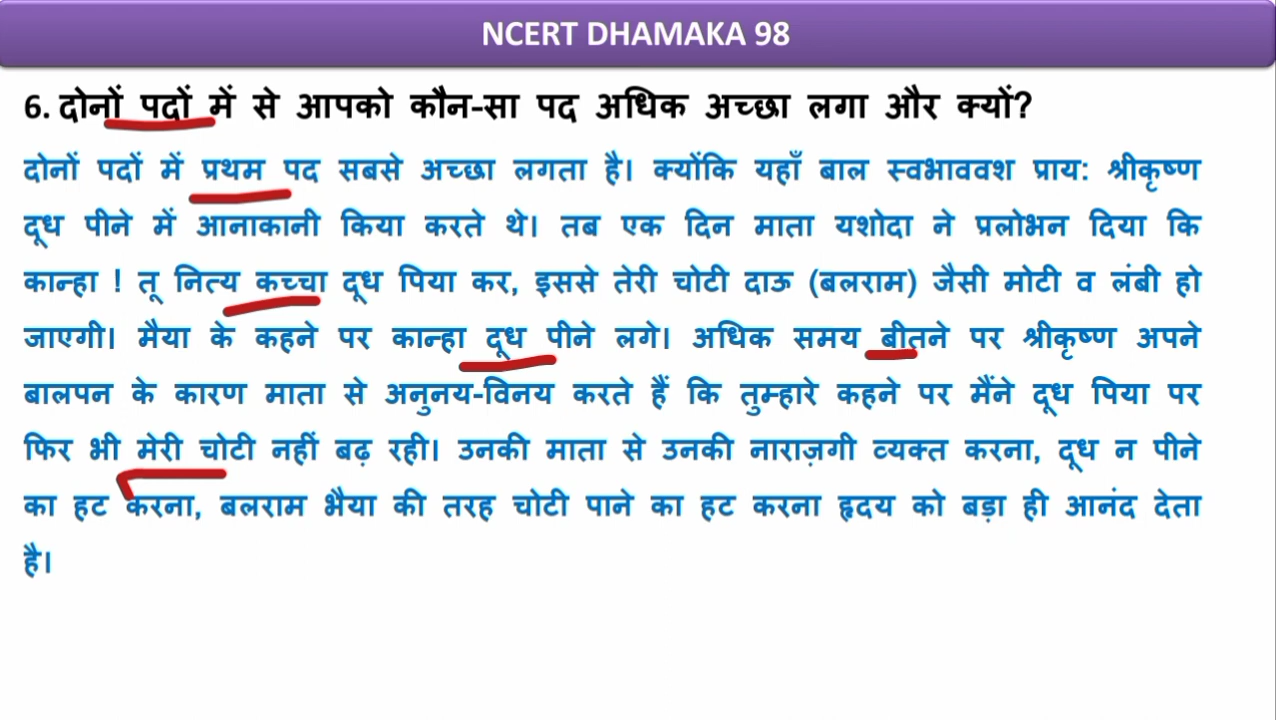 NCERT DHAMAKA 98
6. दोनों पदों में से आपको कौन-सा पद अधिक अच्छा लगा और क्यों?
दोनों पदों में प्रथम पद सबसे अच्छा लगता है। क्योंकि यहाँ बाल स्वभाववश प्राय: श्रीकृष्ण
दूध पीने में आनाकानी किया करते थे। तब एक दिन माता यशोदा ने प्रलोभन दिया कि
कान्हा ! तू नित्य कच्चा दूध पिया कर, इससे तेरी चोटी दाऊ (बलराम) जैसी मोटी व लंबी हो
जाएगी। मैया के कहने पर कान्हा दूध पीने लगे। अधिक समय बीतने पर श्रीकृष्ण अपने
बालपन के कारण माता से अनुनय-विनय करते हैं कि तुम्हारे कहने पर मैंने दूध पिया पर
फिर भी मेरी चोटी नहीं बढ़ रही। उनकी माता से उनकी नाराज़गी व्यक्त करना, दूध न पीने
का हट करना, बलराम भैया की तरह चोटी पाने का हट करना हृदय को बड़ा ही आनंद देता
है।